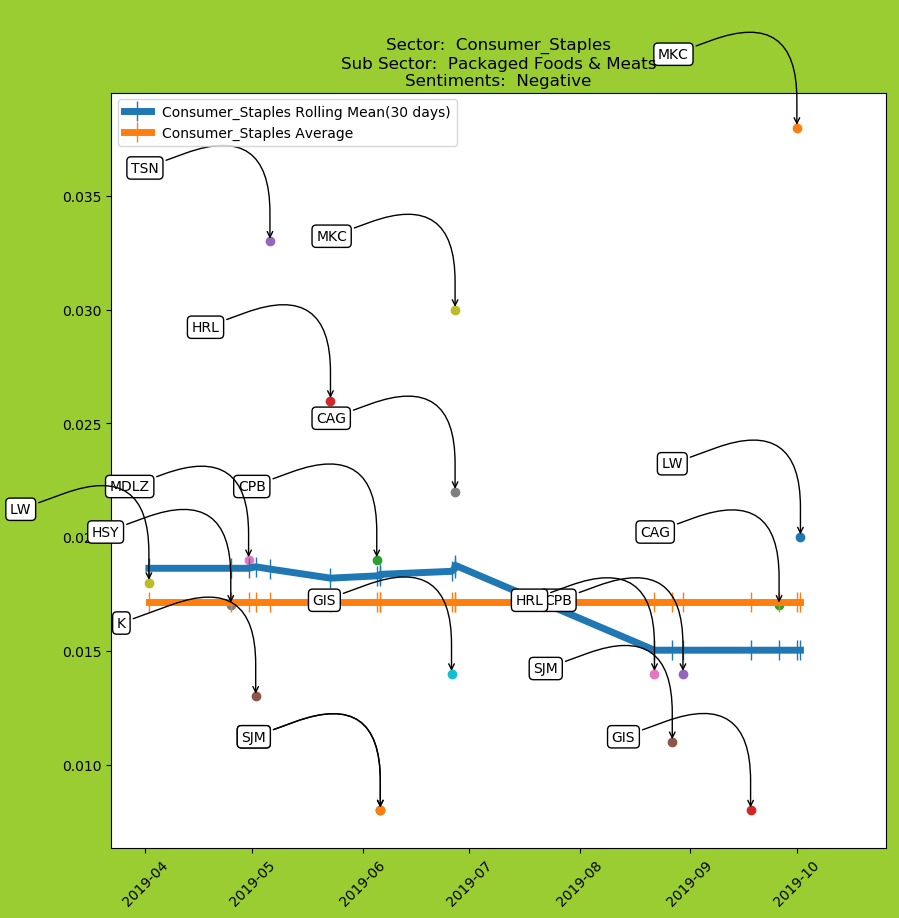 Sector: Consumer_Staples
Sub Sector: Packaged Foods & Meats
Sentiments: Negative
MKC
Consumer_Staples Rolling Mean(30 days)
Consumer_Staples Average
TSN
0.035
MKC
0.030
HRL
CAG
0.025
LW
MDLZ
CPB
LW
HSY
CAG
GIS
HRL
CPB
K
0.015
SJM
SJM
GIS
0.010
2019-04
2019-05
2019-06
2019-07
2019-08
2019-09
2019-10